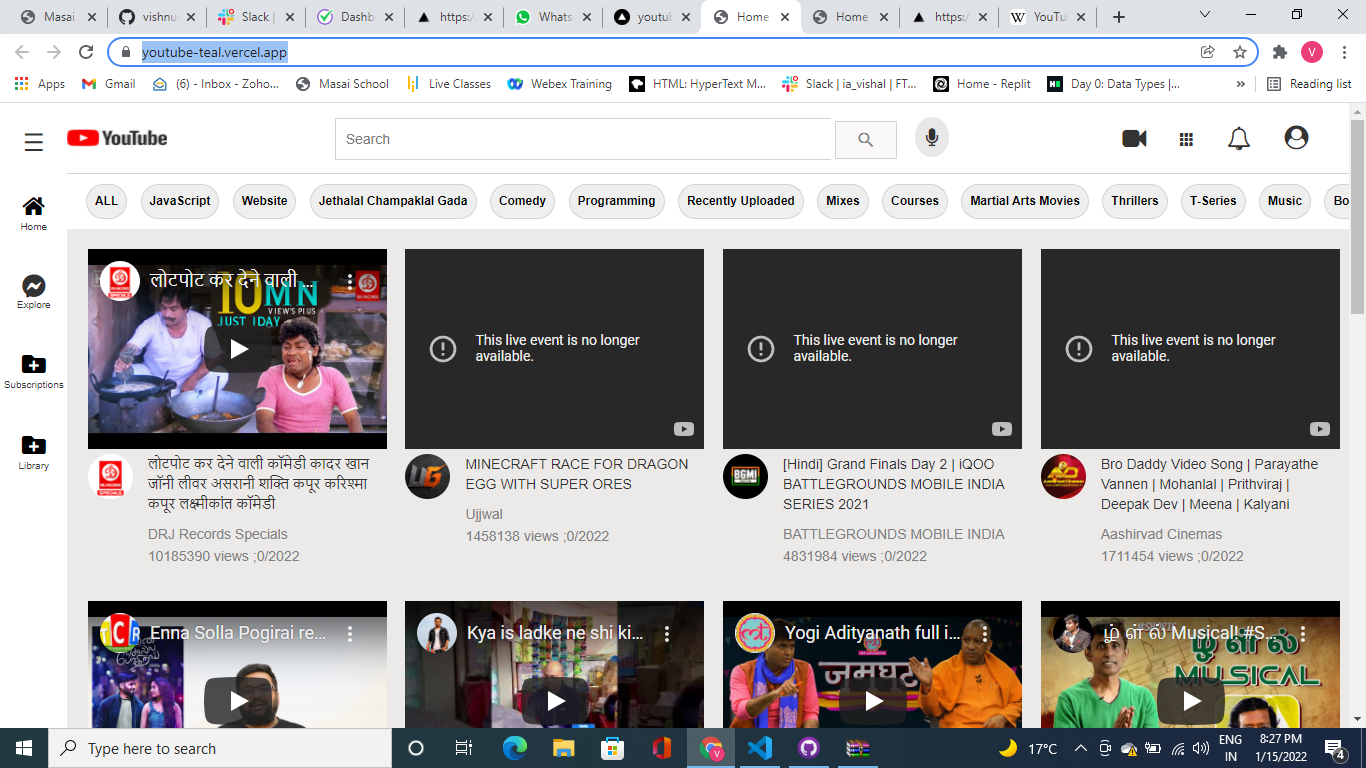 Masai
vishnu
Slack |
Dashb
https:/
Whats
youtub
Home
Home
https:/
YouTu
youtube-teal.vercel.app
V
Apps
Gmail
(6) - Inbox - Zoho...
Masai School
Live Classes
Webex Training
HTML: HyperText M...
Slack | ia_vishal | FT...
Home - Replit
Day 0: Data Types |...
»
Reading list
YouTube
Search
ALL
JavaScript
Website
Jethalal Champaklal Gada
Comedy
Programming
Recently Uploaded
Mixes
Courses
Martial Arts Movies
Thrillers
T-Series
Music
Bo
Home
Explore
Subscriptions
Library
लोटपोट कर देने वाली ...
10 MN
VIEW'S PLUS
JUST 1DAY
This live event is no longer
available.
This live event is no longer
available.
This live event is no longer
available.
लोटपोट कर देने वाली कॉमेडी कादर खान
जॉनी लीवर असरानी शक्ति कपूर करिश्मा
कपूर लक्ष्मीकांत कॉमेडी
DRJ Records Specials
10185390 views ;0/2022
UG
MINECRAFT RACE FOR DRAGON
EGG WITH SUPER ORES
Ujjwal
1458138 views ;0/2022
BGMI
[Hindi] Grand Finals Day 2 | iQOO
BATTLEGROUNDS MOBILE INDIA
SERIES 2021
BATTLEGROUNDS MOBILE INDIA
4831984 views ;0/2022
Bro Daddy Video Song | Parayathe
Vannen | Mohanlal | Prithviraj |
Deepak Dev | Meena | Kalyani
Aashirvad Cinemas
1711454 views ;0/2022
TCR
Enna Solla Pogirai re...
Kya is ladke ne shi ki...
Yogi Adityanath full i...
जमघट
ழ் ள் ல் Musical! #S...
ழ் ள் ல்
MUSICAL
Type here to search
17°C
ENG
IN
8:27 PM
1/15/2022
4